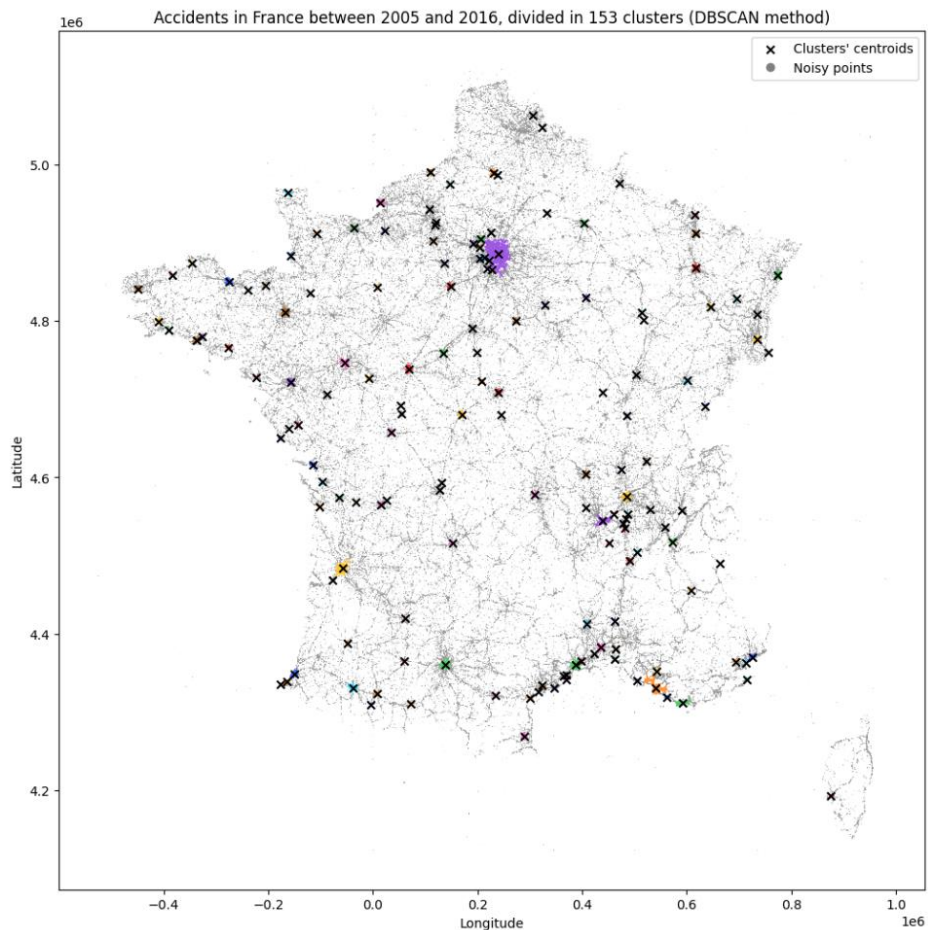 Accidents in France between 2005 and 2016, divided in 153 clusters (DBSCAN method)
1e6
Clusters' centroids
Noisy points
5.0
4.8
4.6
4.4
4.2
Latitude
−0.4 −0.2 0.0 0.2 0.4 0.6 0.8 1.0
Longitude
1e6